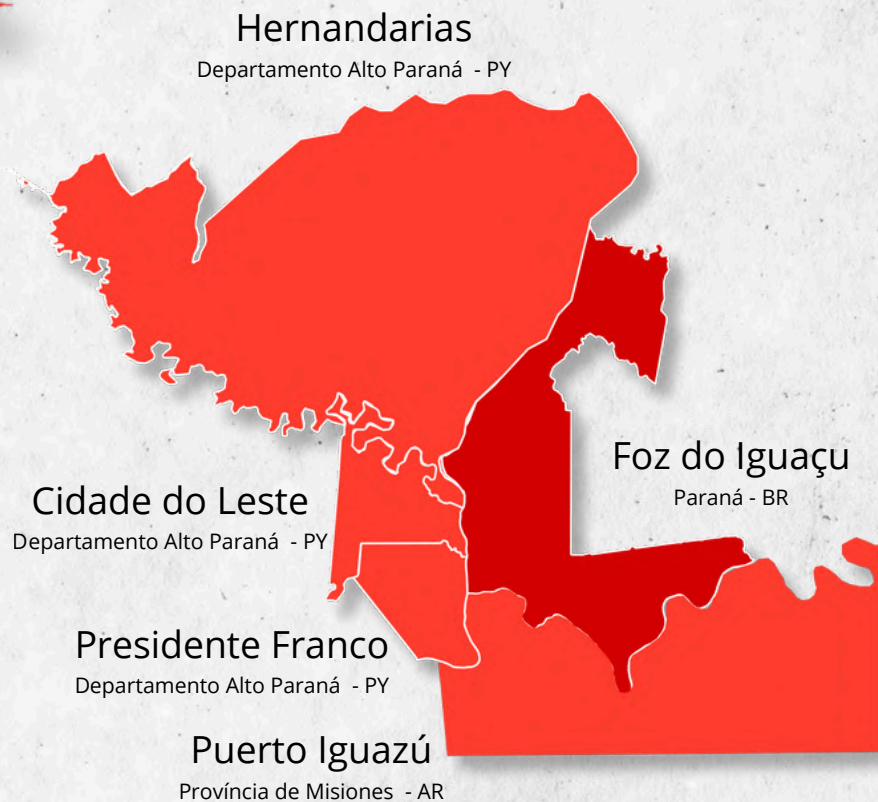 Hernandarias
Departamento Alto Paraná - PY
Foz do Iguaçu
Paraná - BR
Cidade do Leste
Departamento Alto Paraná - PY
Presidente Franco
Departamento Alto Paraná - PY
Puerto Iguazú
Província de Misiones - AR